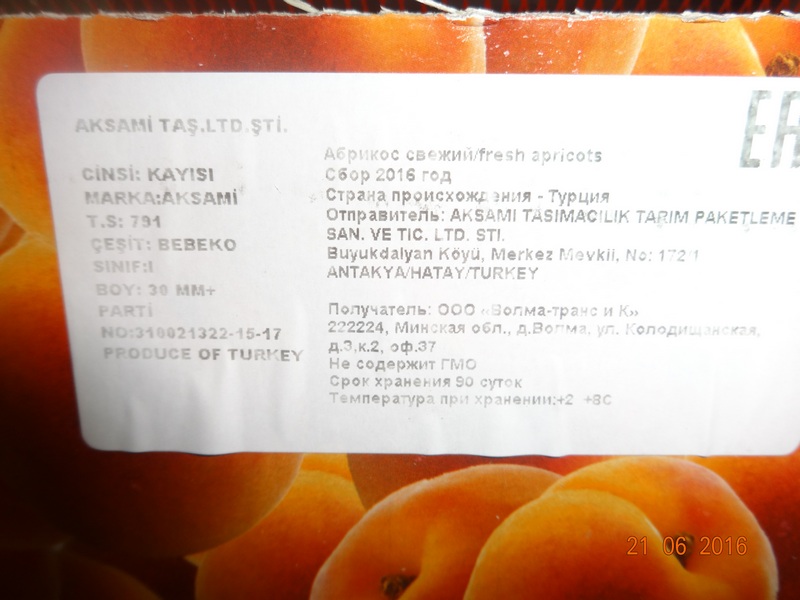 AKSAMİ TAŞ.LTD.ŞTİ.
CİNSİ: KAYISI
MARKA:AKSAMİ
T.S: 791
ÇEŞİT: BEBEKO
SINIF:I
BOY: 30 MM+
PARTİ
NO:310021322-15-17
PRODUCE OF TURKEY
Абрикос свежий/fresh apricots
Сбор 2016 год
Страна происхождения - Турция
Отправитель: AKSAMI TASIMACILIK TARIM PAKETLEME
SAN. VE TIC. LTD. STI.
Buyukdalyan Köyü, Merkez Mevkii, No: 172/1
ANTAKYA/HATAY/TURKEY
Получатель: ООО «Волма-транс и К»
222224, Минская обл., д.Волма, ул. Колодищанская,
д.3,к.2, оф.37
Не содержит ГМО
Срок хранения 90 суток
Температура при хранении:+2 +8С
EAC
21 06 2016